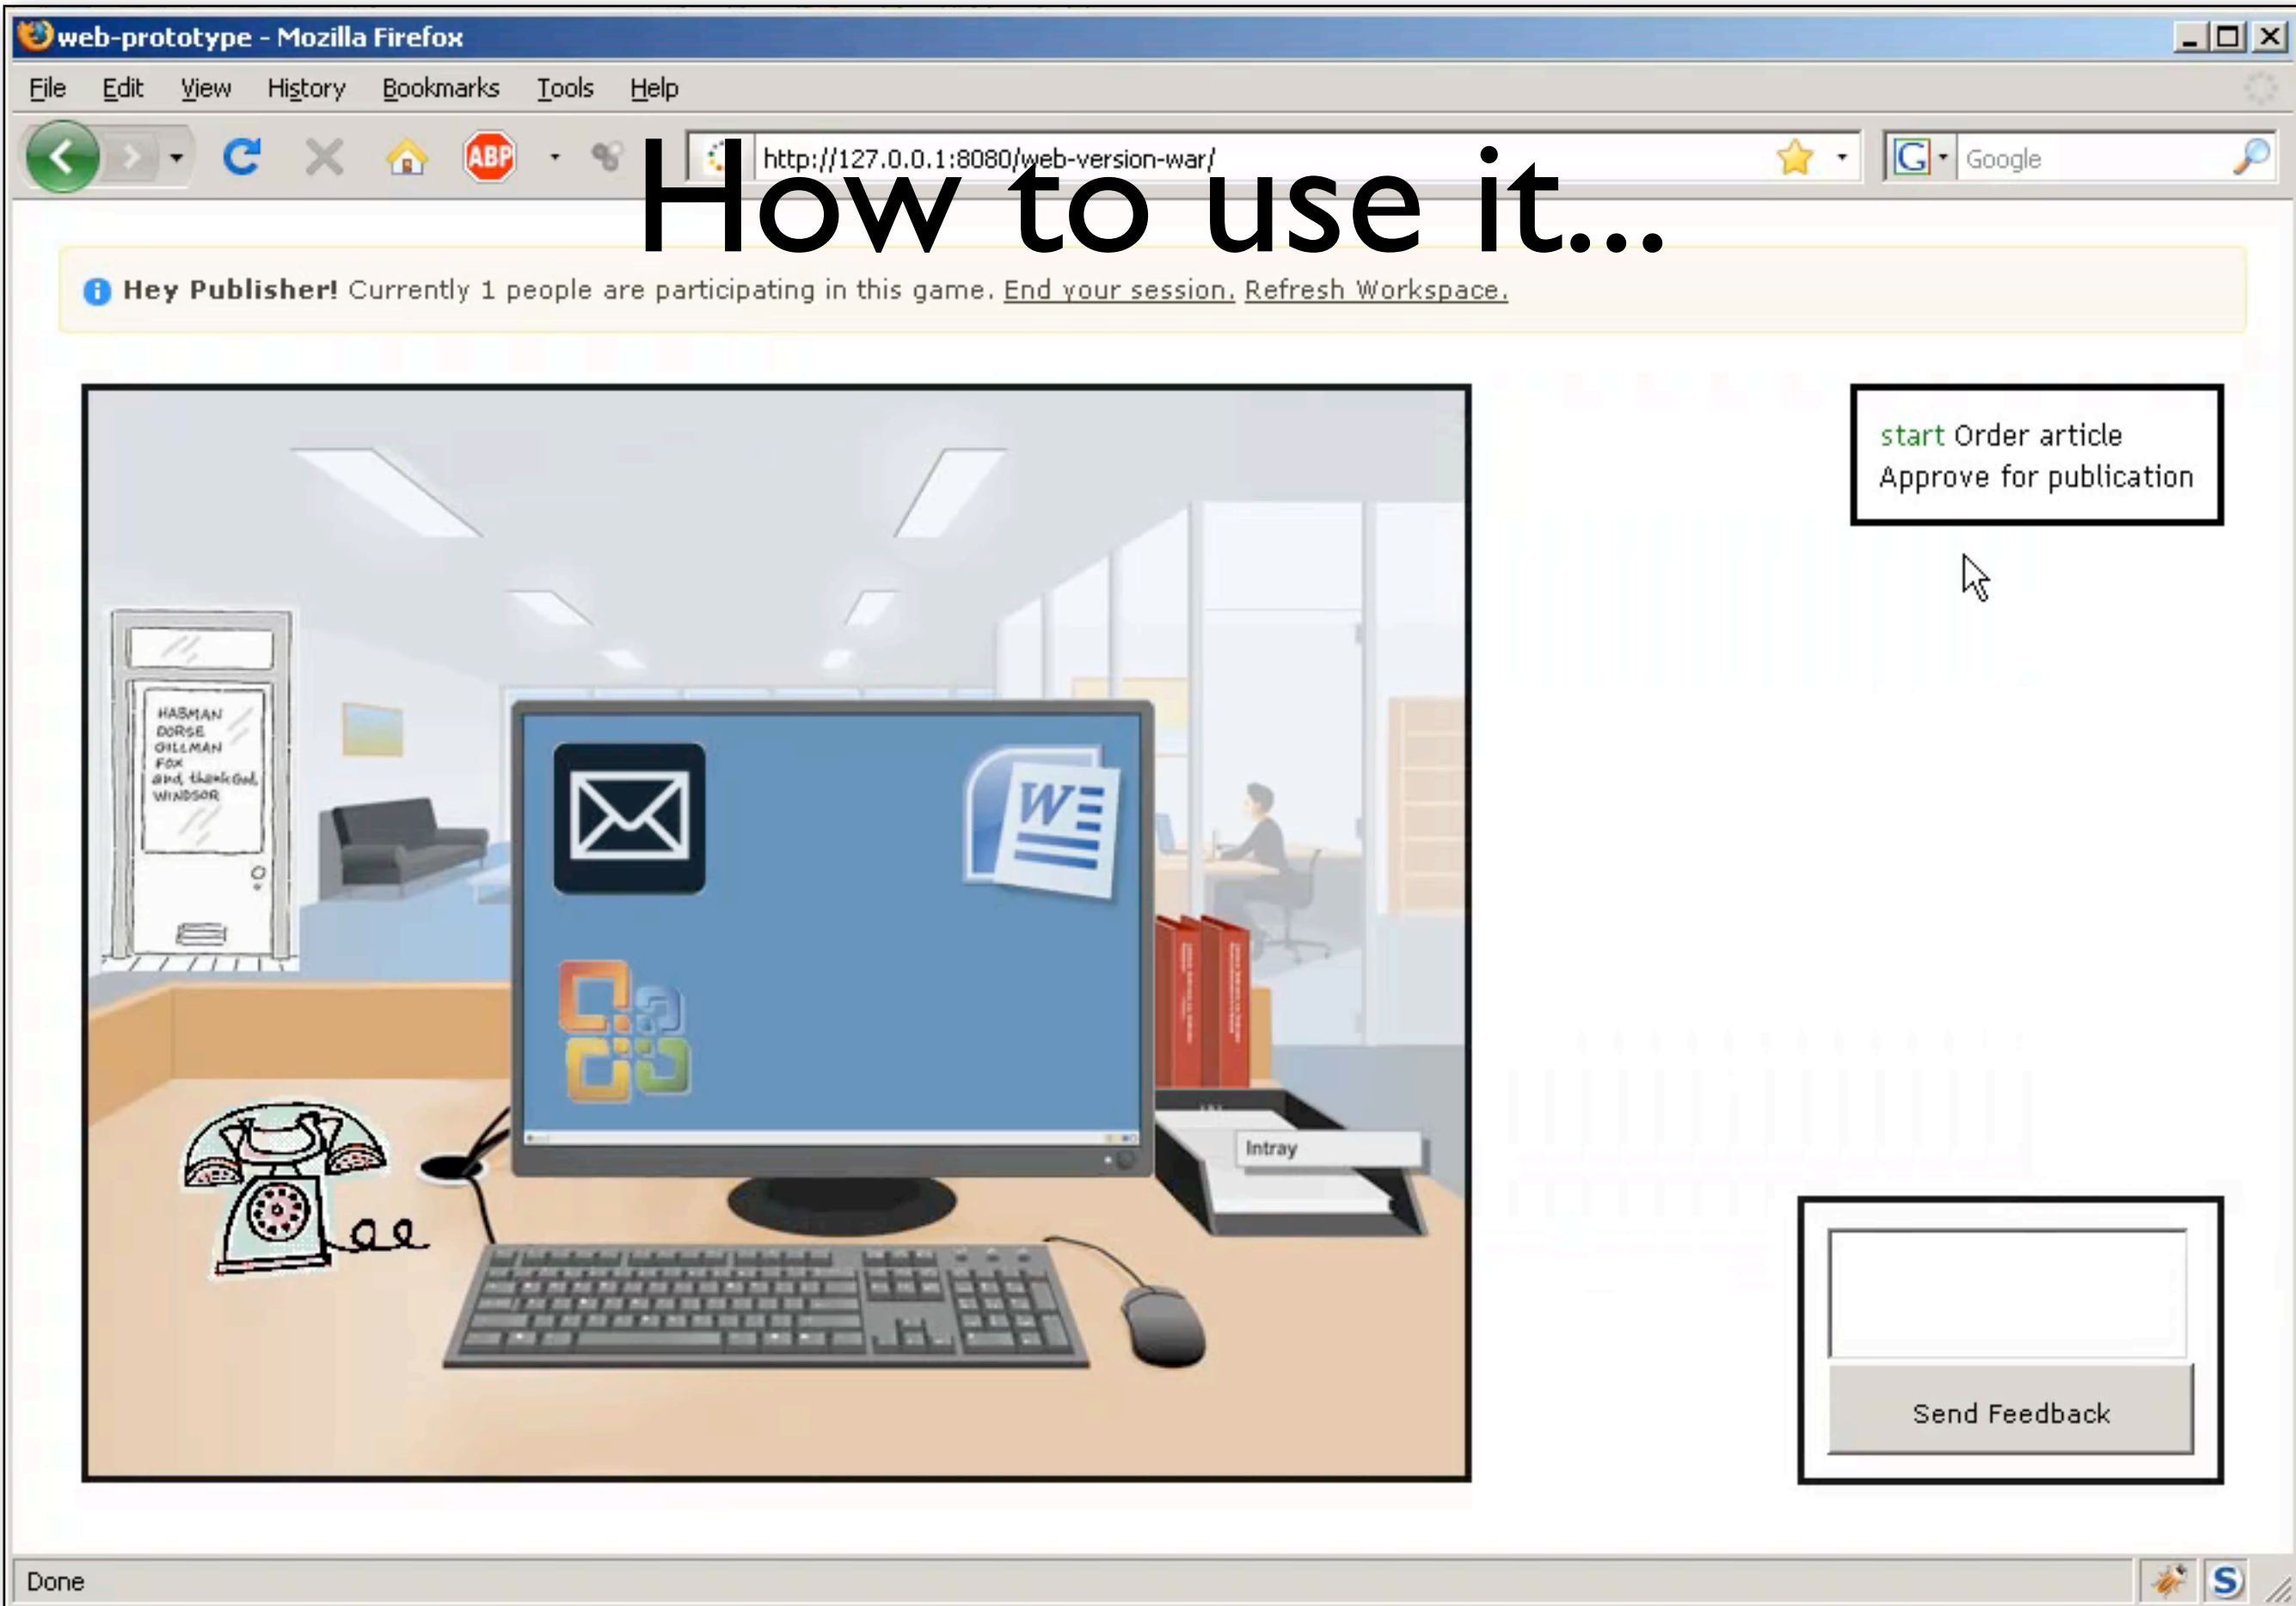 web-prototype - Mozilla Firefox
File Edit View History Bookmarks Tools Help
ABP http://127.0.0.1:8080/web-version-war/ G Google
How to use it...
Hey Publisher! Currently 1 people are participating in this game. End your session. Refresh Workspace.
start Order article
Approve for publication
HABMAN
DORSE
GILLMAN
FOX
and, thank God,
WINDSOR
W
Intray
Send Feedback
Done
S